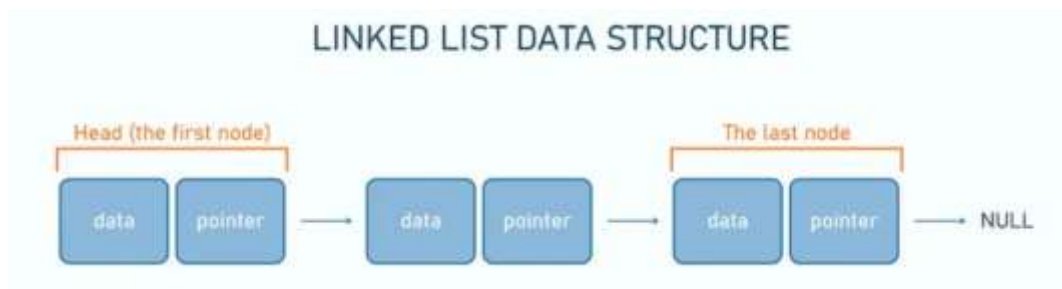 LINKED LIST DATA STRUCTURE
Head (the first node)
The last node
data pointer data pointer data pointer NULL